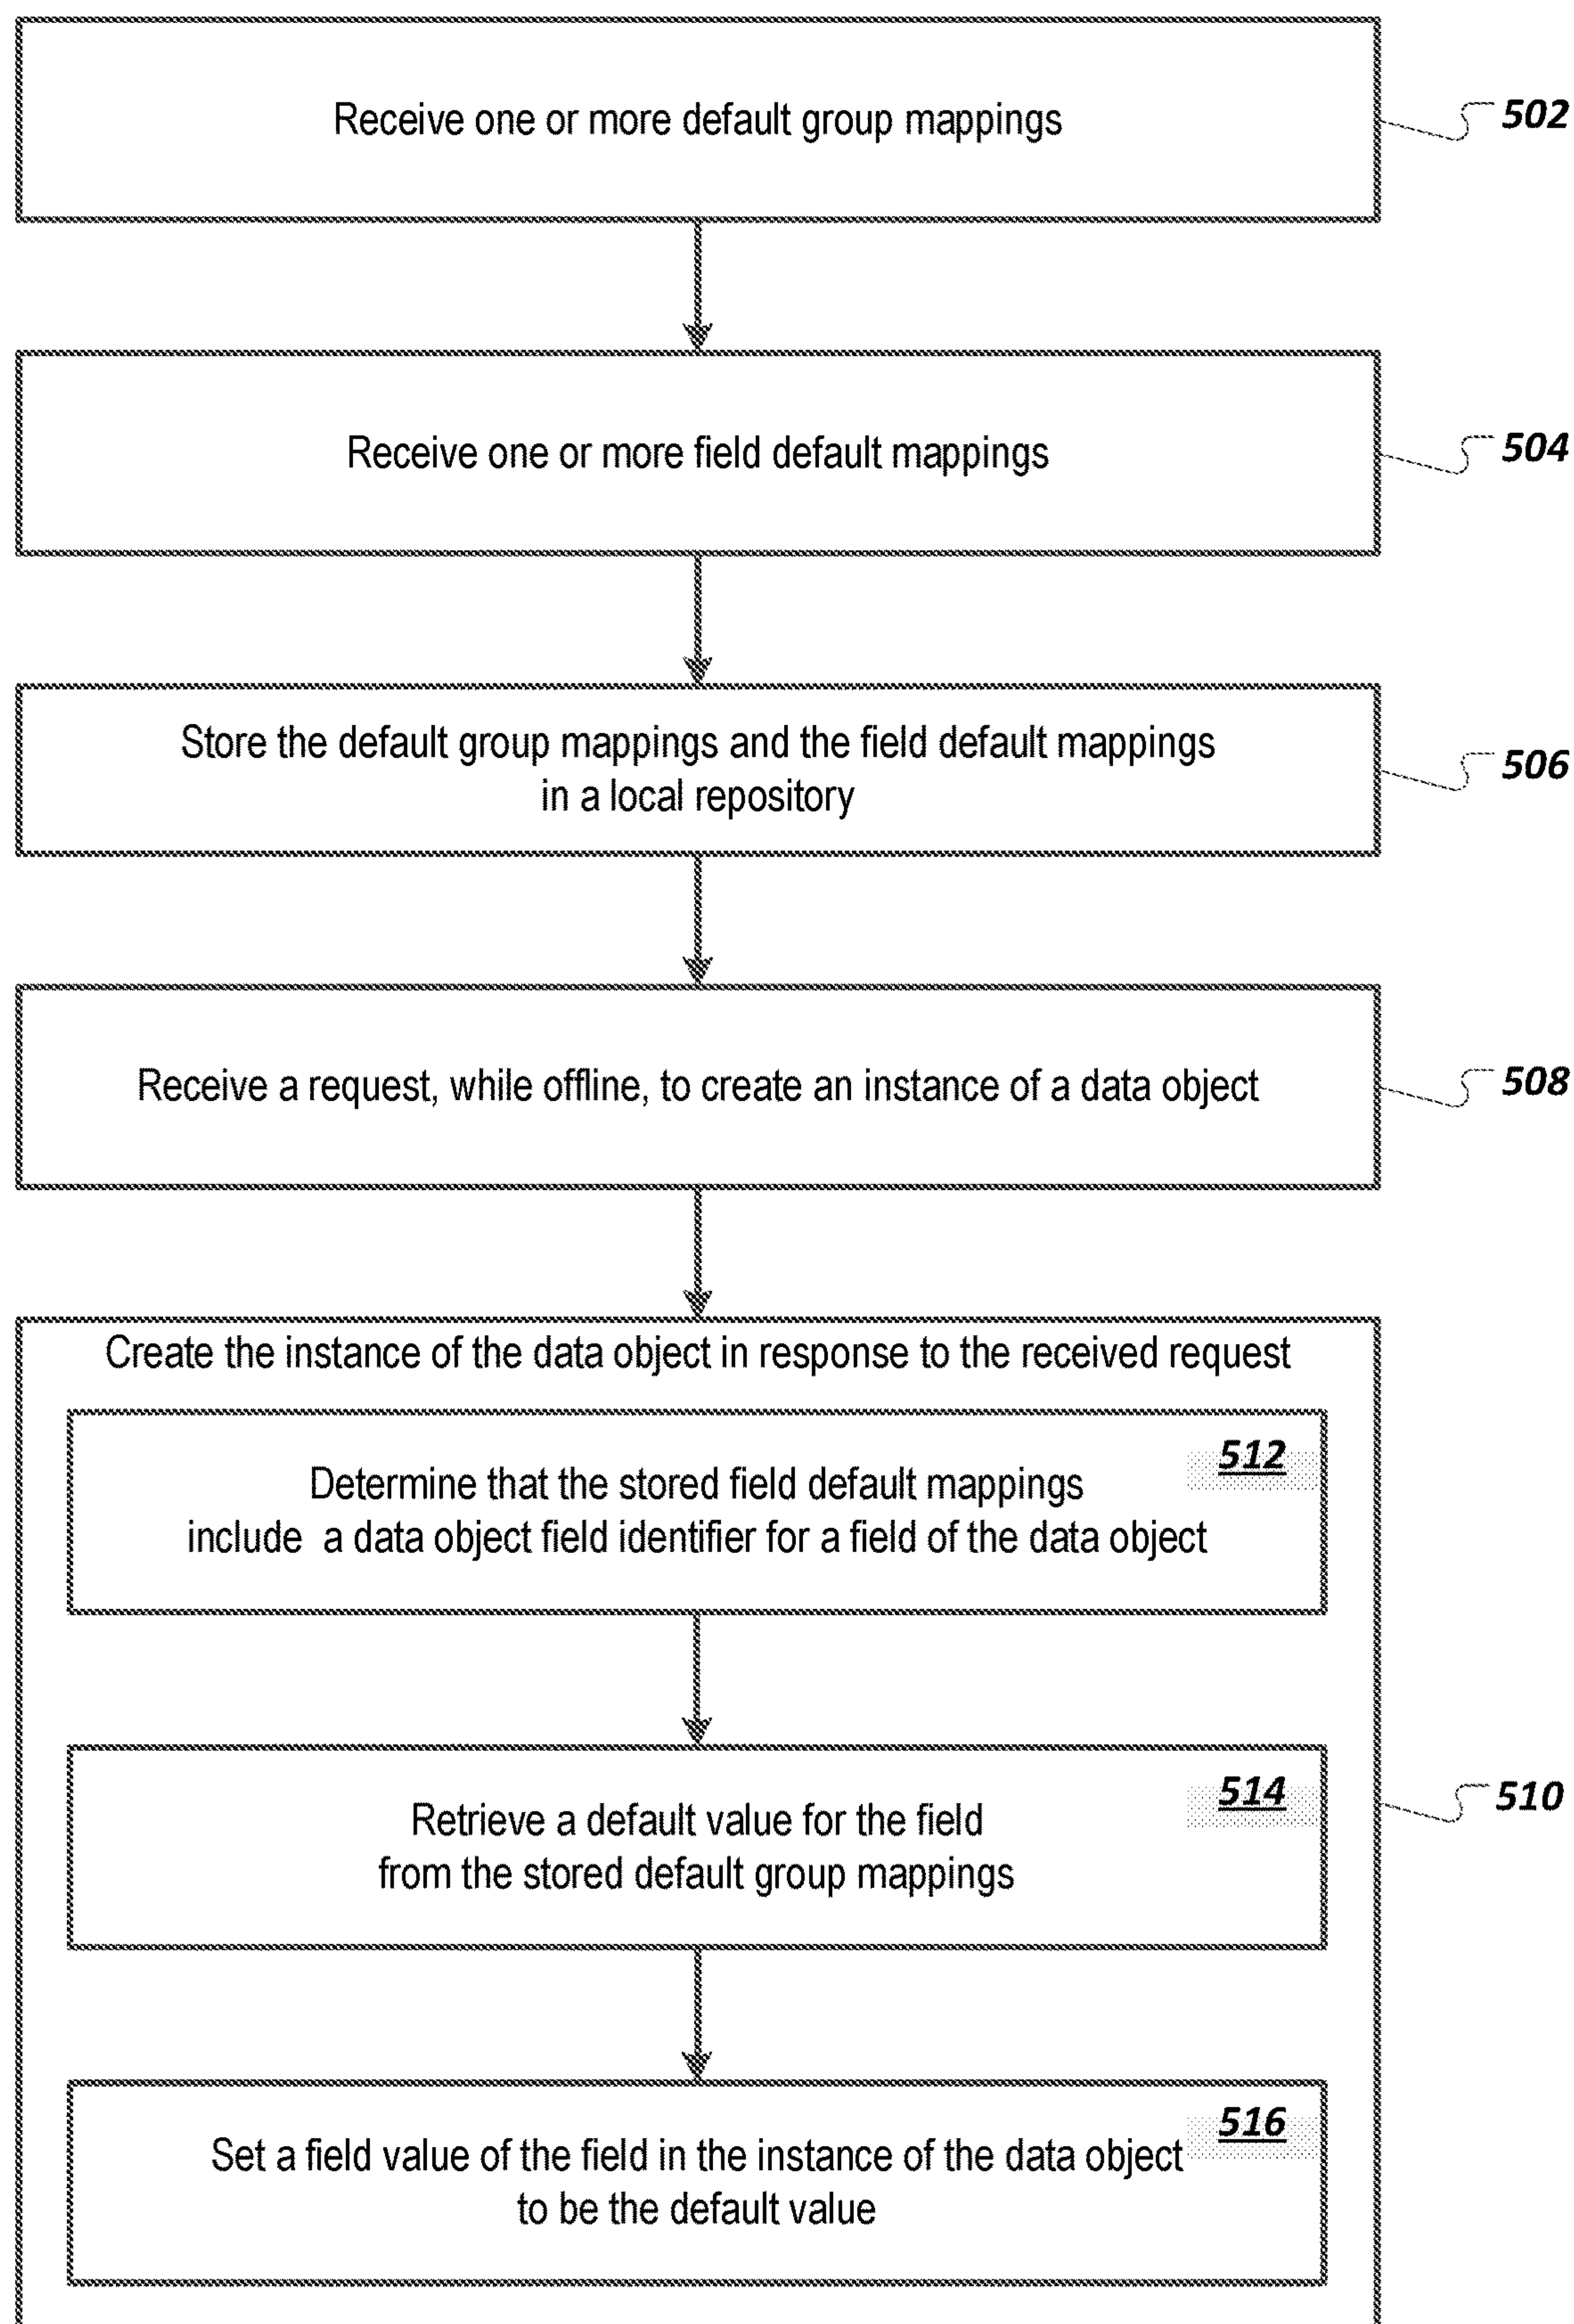 Receive one or more default group mappings
502
Receive one or more field default mappings
504
Store the default group mappings and the field default mappings
in a local repository
506
Receive a request, while offline, to create an instance of a data object
508
Create the instance of the data object in response to the received request
512
Determine that the stored field default mappings
include a data object field identifier for a field of the data object
514
Retrieve a default value for the field
from the stored default group mappings
510
516
Set a field value of the field in the instance of the data object
to be the default value